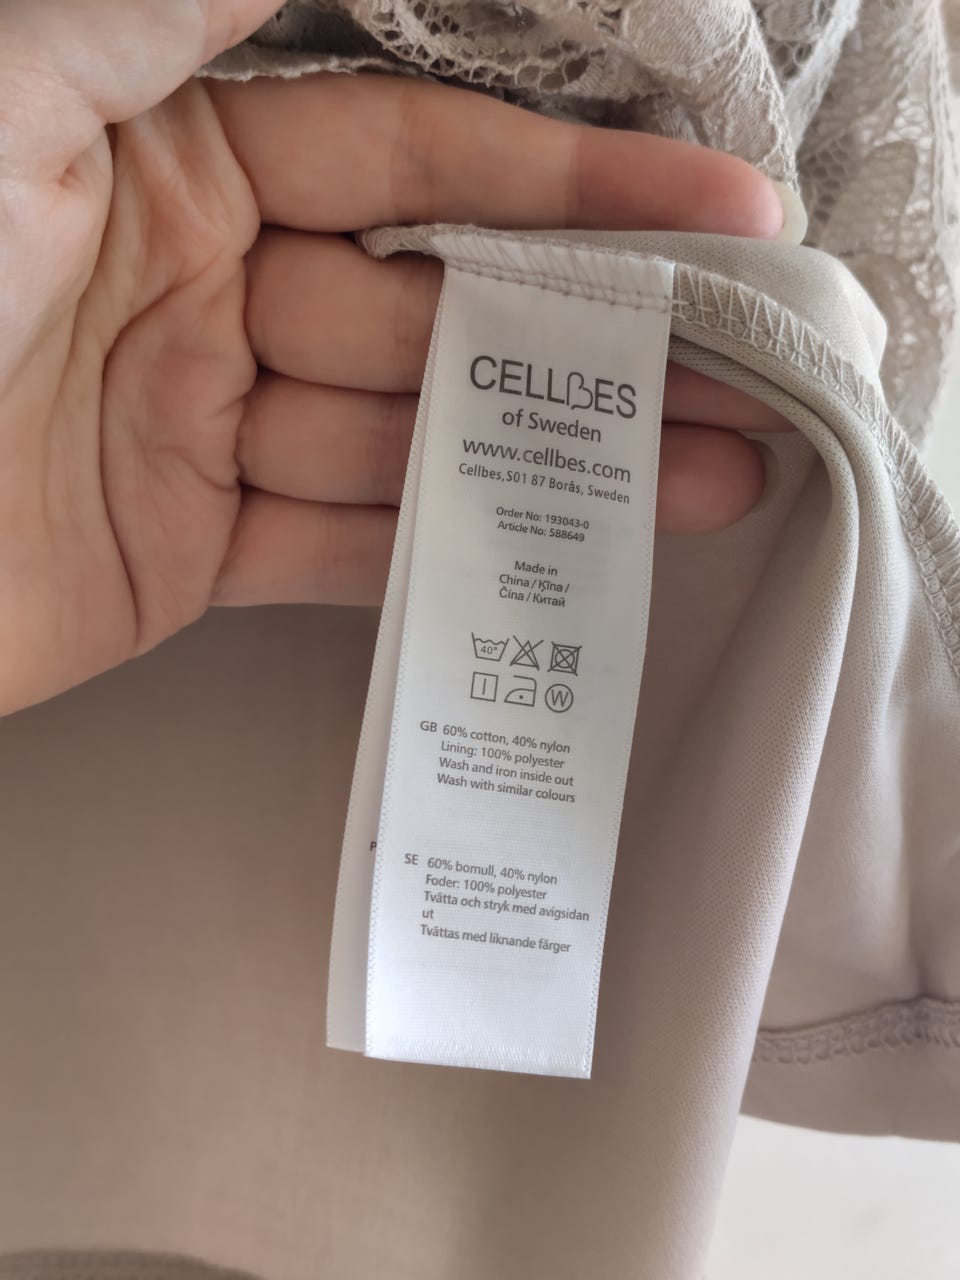 CELLBES
of Sweden
www.cellbes.com
Cellbes,S01 87 Borås, Sweden
Order No: 193043-0
Article No: 588649
Made in
China / Ķīna /
Čína / Китай
40°
W
GB 60% cotton, 40% nylon
Lining: 100% polyester
Wash and iron inside out
Wash with similar colours
P
SE 60% bomull, 40% nylon
Foder: 100% polyester
Tvätta och stryk med avigsidan
ut
Tvättas med liknande färger